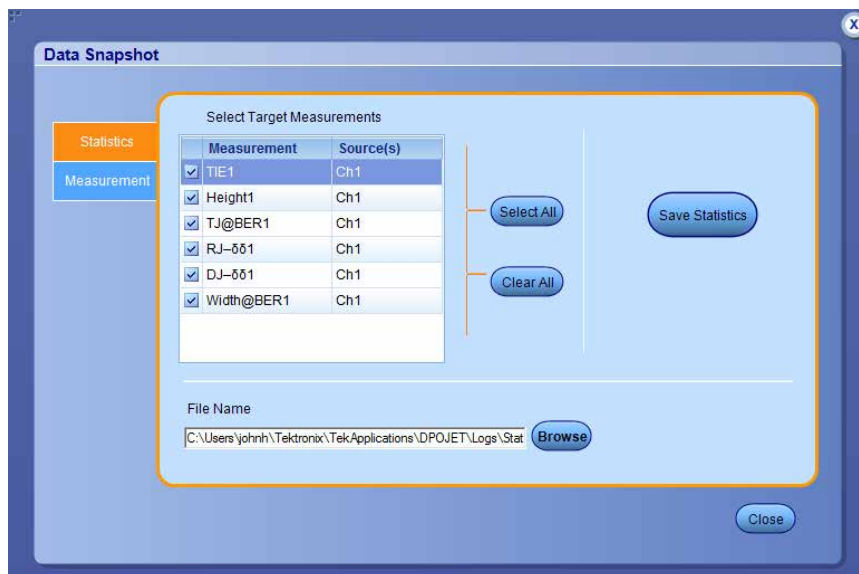 X
Data Snapshot
Statistics
Measurement
Select Target Measurements
Measurement Source(s)
TIE1 Ch1
Height1 Ch1
TJ@BER1 Ch1
RJ–δδ1 Ch1
DJ–δδ1 Ch1
Width@BER1 Ch1
Select All
Clear All
Save Statistics
File Name
C:\Users\johnh\Tektronix\TekApplications\DPOJET\Logs\Stat
Browse
Close